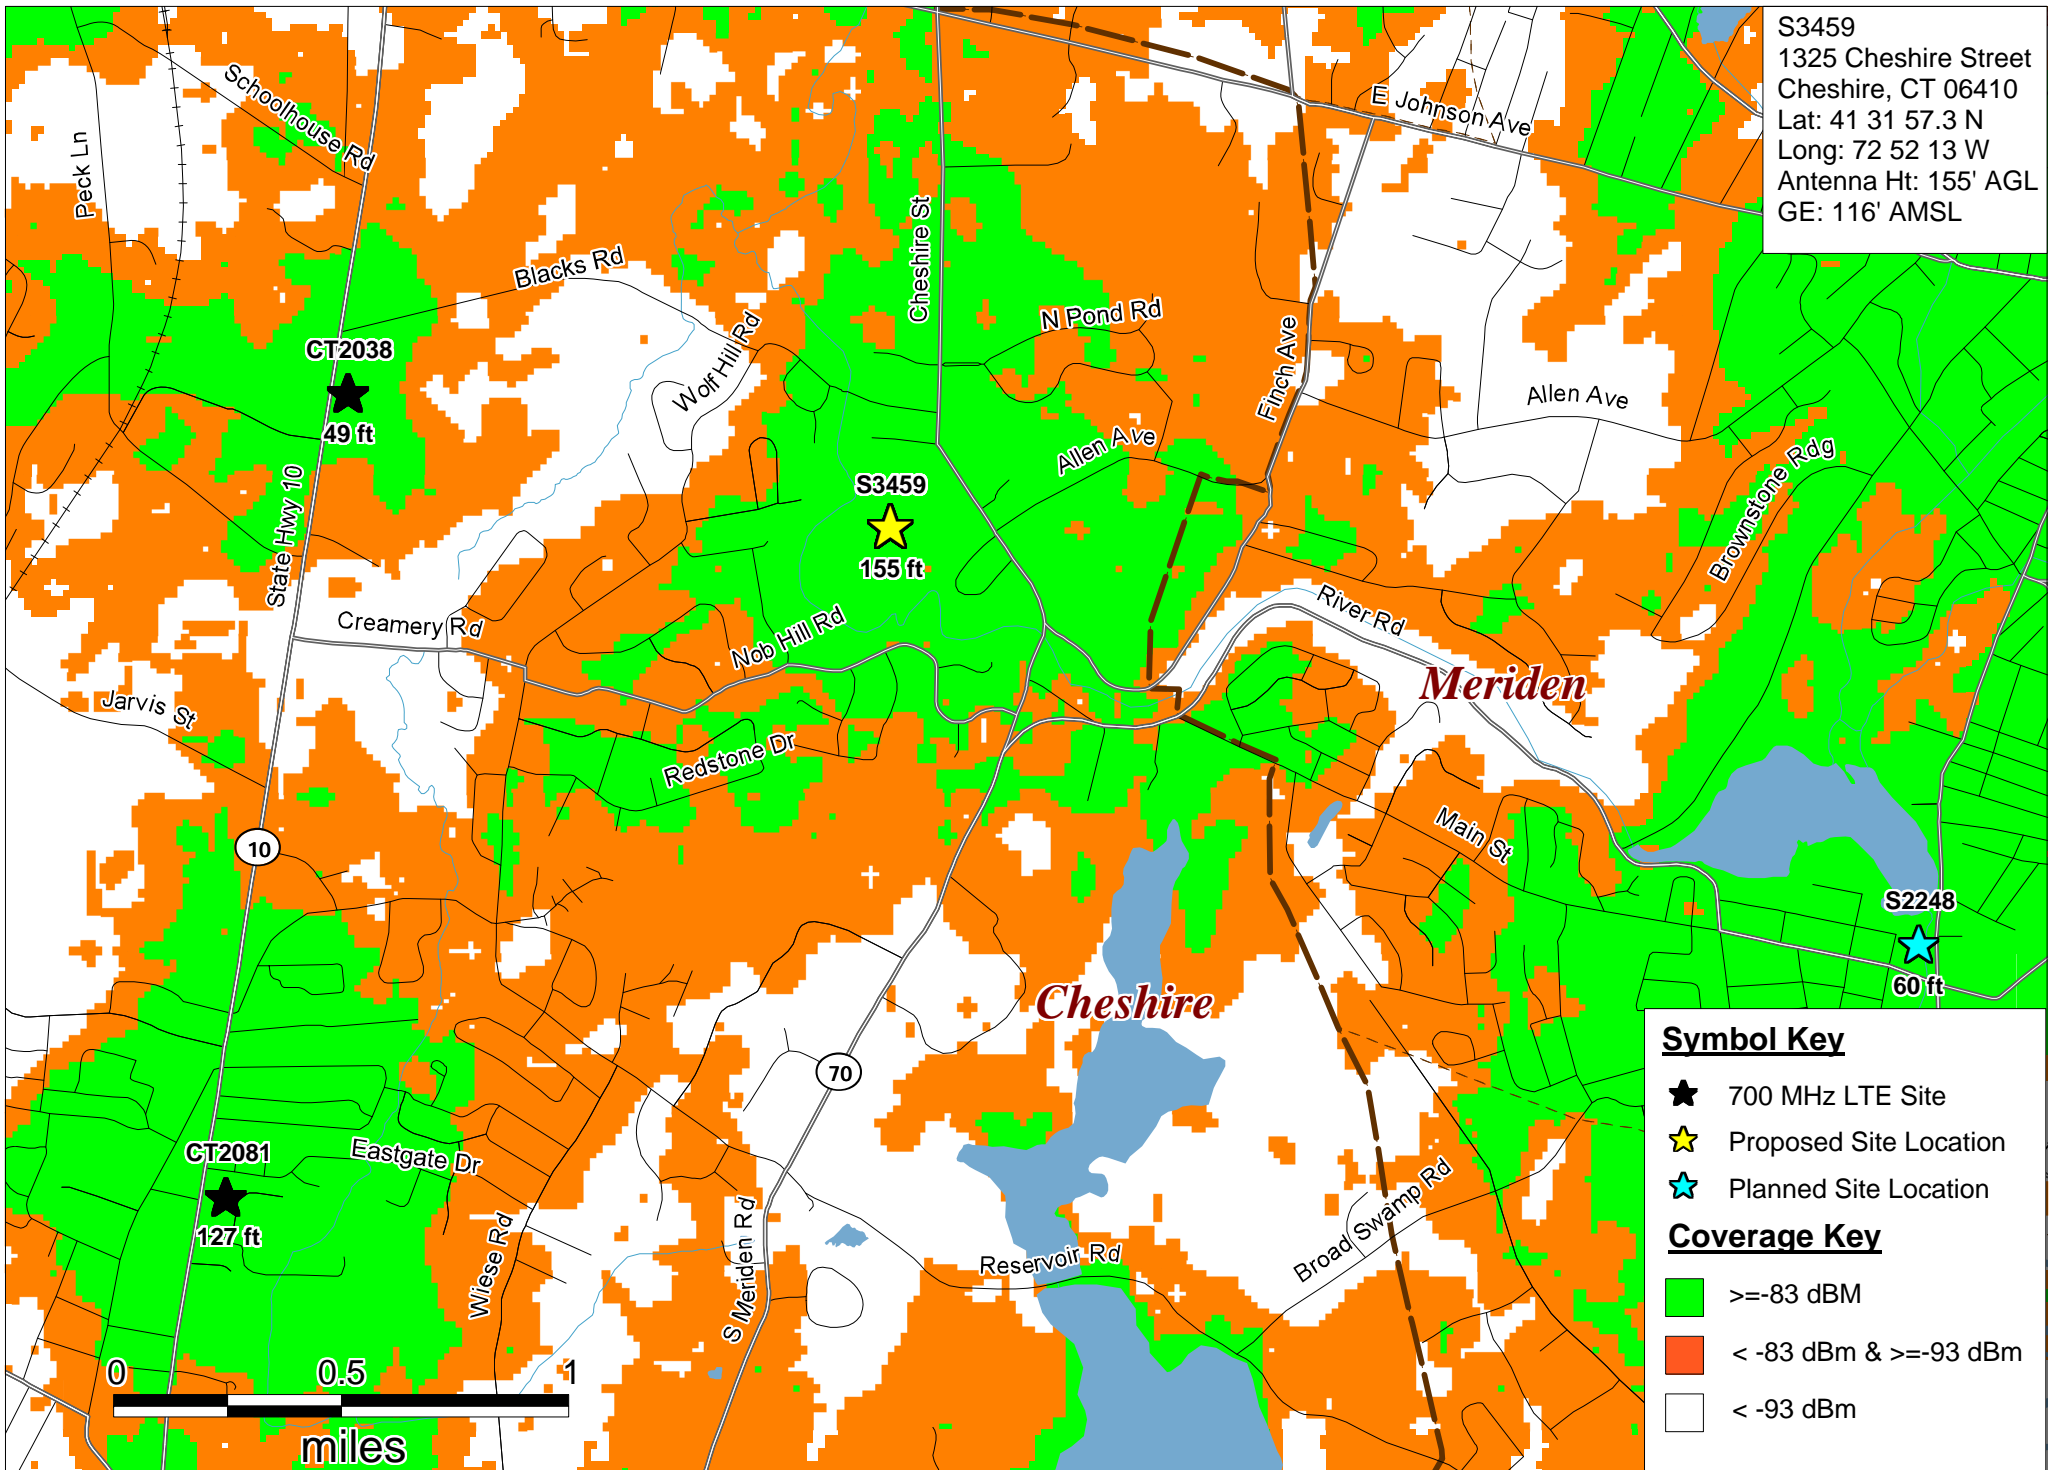 S3459
1325 Cheshire Street
Cheshire, CT 06410
Lat: 41 31 57.3 N
Long: 72 52 13 W
Antenna Ht: 155' AGL
GE: 116' AMSL
Schoolhouse Rd
Peck Ln
E Johnson Ave
Cheshire St
Blacks Rd
N Pond Rd
CT2038
49 ft
Wolf Hill Rd
Finch Ave
Allen Ave
Allen Ave
Brownstone Rdg
State Hwy 10
S3459
155 ft
Creamery Rd
Nob Hill Rd
River Rd
Meriden
Jarvis St
Redstone Dr
Main St
10
S2248
60 ft
Cheshire
70
CT2081
127 ft
Eastgate Dr
Wiese Rd
S Meriden Rd
Reservoir Rd
Broad Swamp Rd
Symbol Key
700 MHz LTE Site
Proposed Site Location
Planned Site Location
Coverage Key
>=-83 dBM
< -83 dBm & >=-93 dBm
< -93 dBm
0 0.5 1
miles